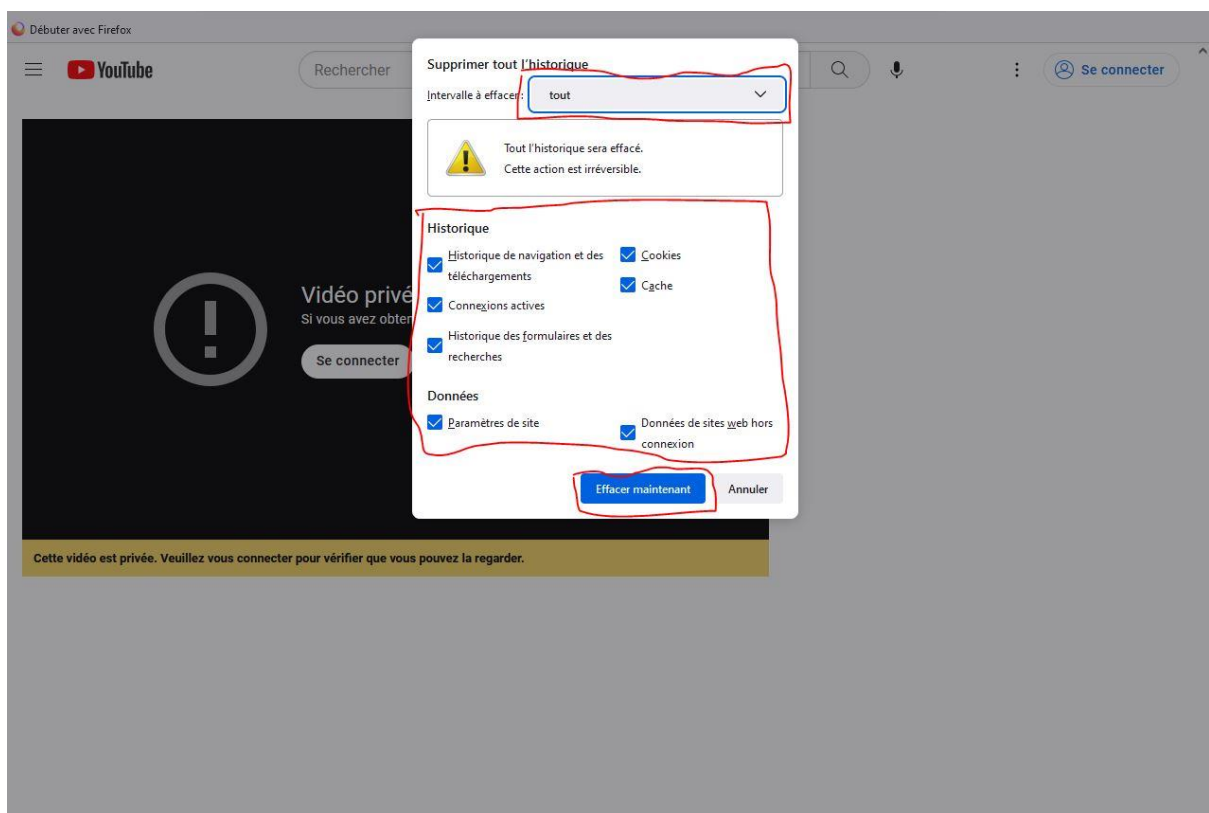 Débuter avec Firefox
YouTube
Rechercher
Se connecter
Supprimer tout l'historique
Intervalle à effacer : tout
Tout l'historique sera effacé.
Cette action est irréversible.
Historique
Historique de navigation et des
téléchargements
Cookies
Cache
Connexions actives
Historique des formulaires et des
recherches
Données
Paramètres de site
Données de sites web hors
connexion
Effacer maintenant
Annuler
Vidéo privé
Si vous avez obten
Se connecter
Cette vidéo est privée. Veuillez vous connecter pour vérifier que vous pouvez la regarder.